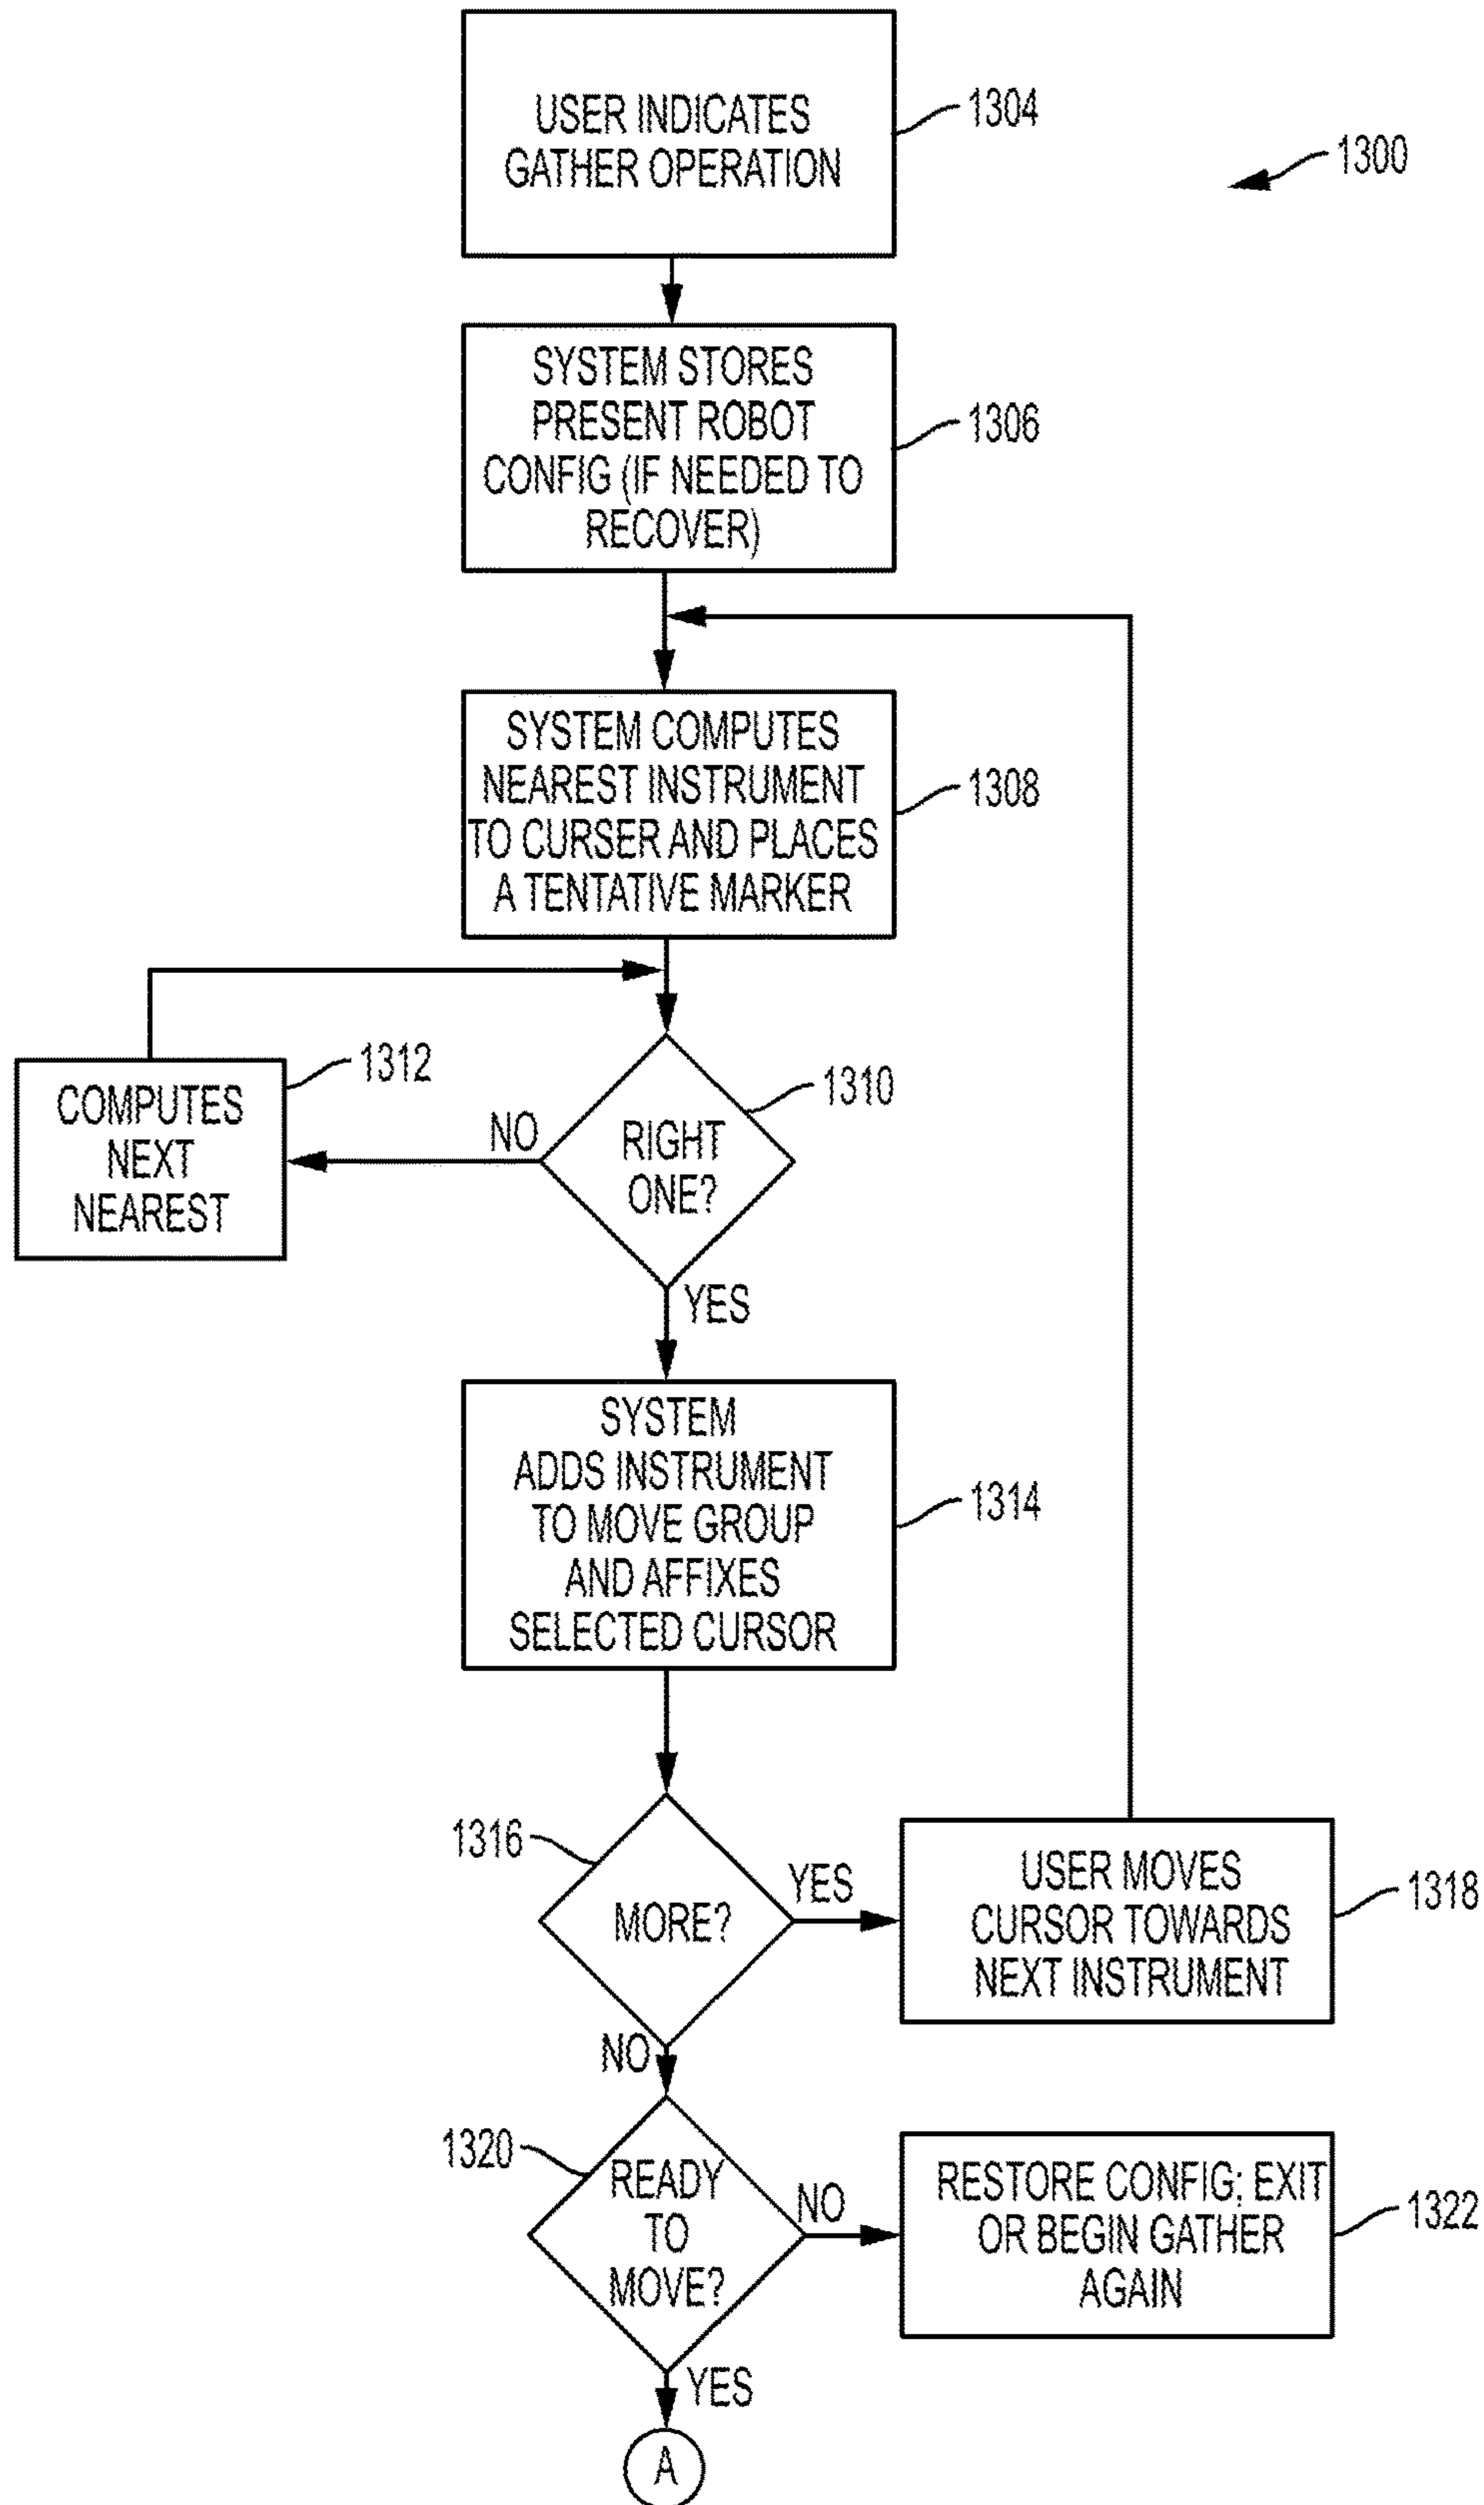 USER INDICATES
GATHER OPERATION
1304
1300
SYSTEM STORES
PRESENT ROBOT
CONFIG (IF NEEDED TO
RECOVER)
1306
SYSTEM COMPUTES
NEAREST INSTRUMENT
TO CURSER AND PLACES
A TENTATIVE MARKER
1308
COMPUTES
NEXT
NEAREST
1312
NO
RIGHT
ONE?
1310
YES
SYSTEM
ADDS INSTRUMENT
TO MOVE GROUP
AND AFFIXES
SELECTED CURSOR
1314
1316
MORE?
YES
USER MOVES
CURSOR TOWARDS
NEXT INSTRUMENT
1318
NO
1320
READY
TO
MOVE?
NO
RESTORE CONFIG; EXIT
OR BEGIN GATHER
AGAIN
1322
YES
A